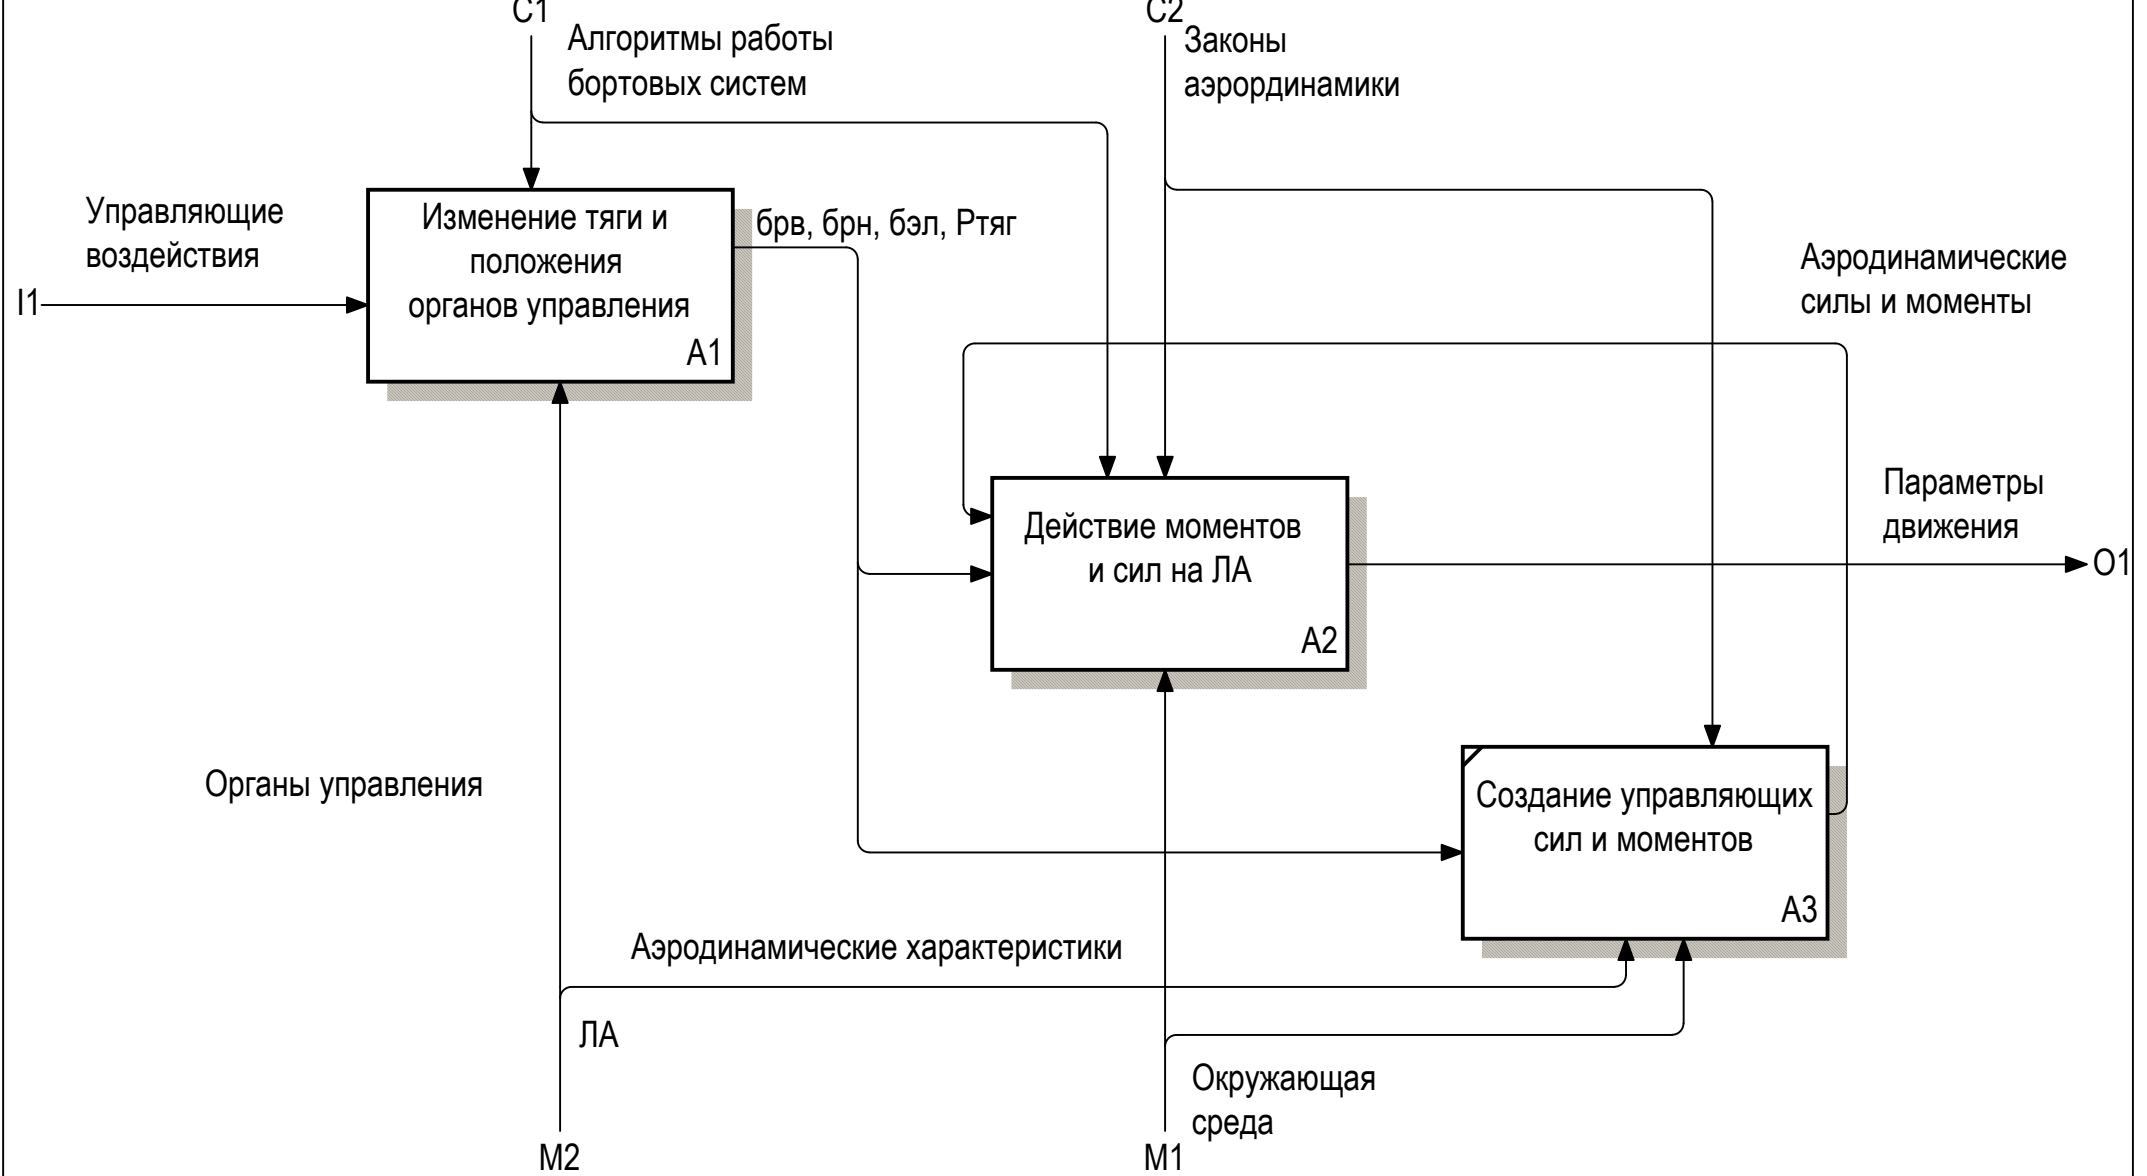 C1
Алгоритмы работы
бортовых систем
C2
Законы
аэрординамики
Управляющие
воздействия
I1
Изменение тяги и
положения
органов управления
A1
брв, брн, бэл, Ртяг
Аэродинамические
силы и моменты
Действие моментов
и сил на ЛА
A2
Параметры
движения
O1
Органы управления
Создание управляющих
сил и моментов
A3
Аэродинамические характеристики
ЛА
Окружающая
среда
M2
M1